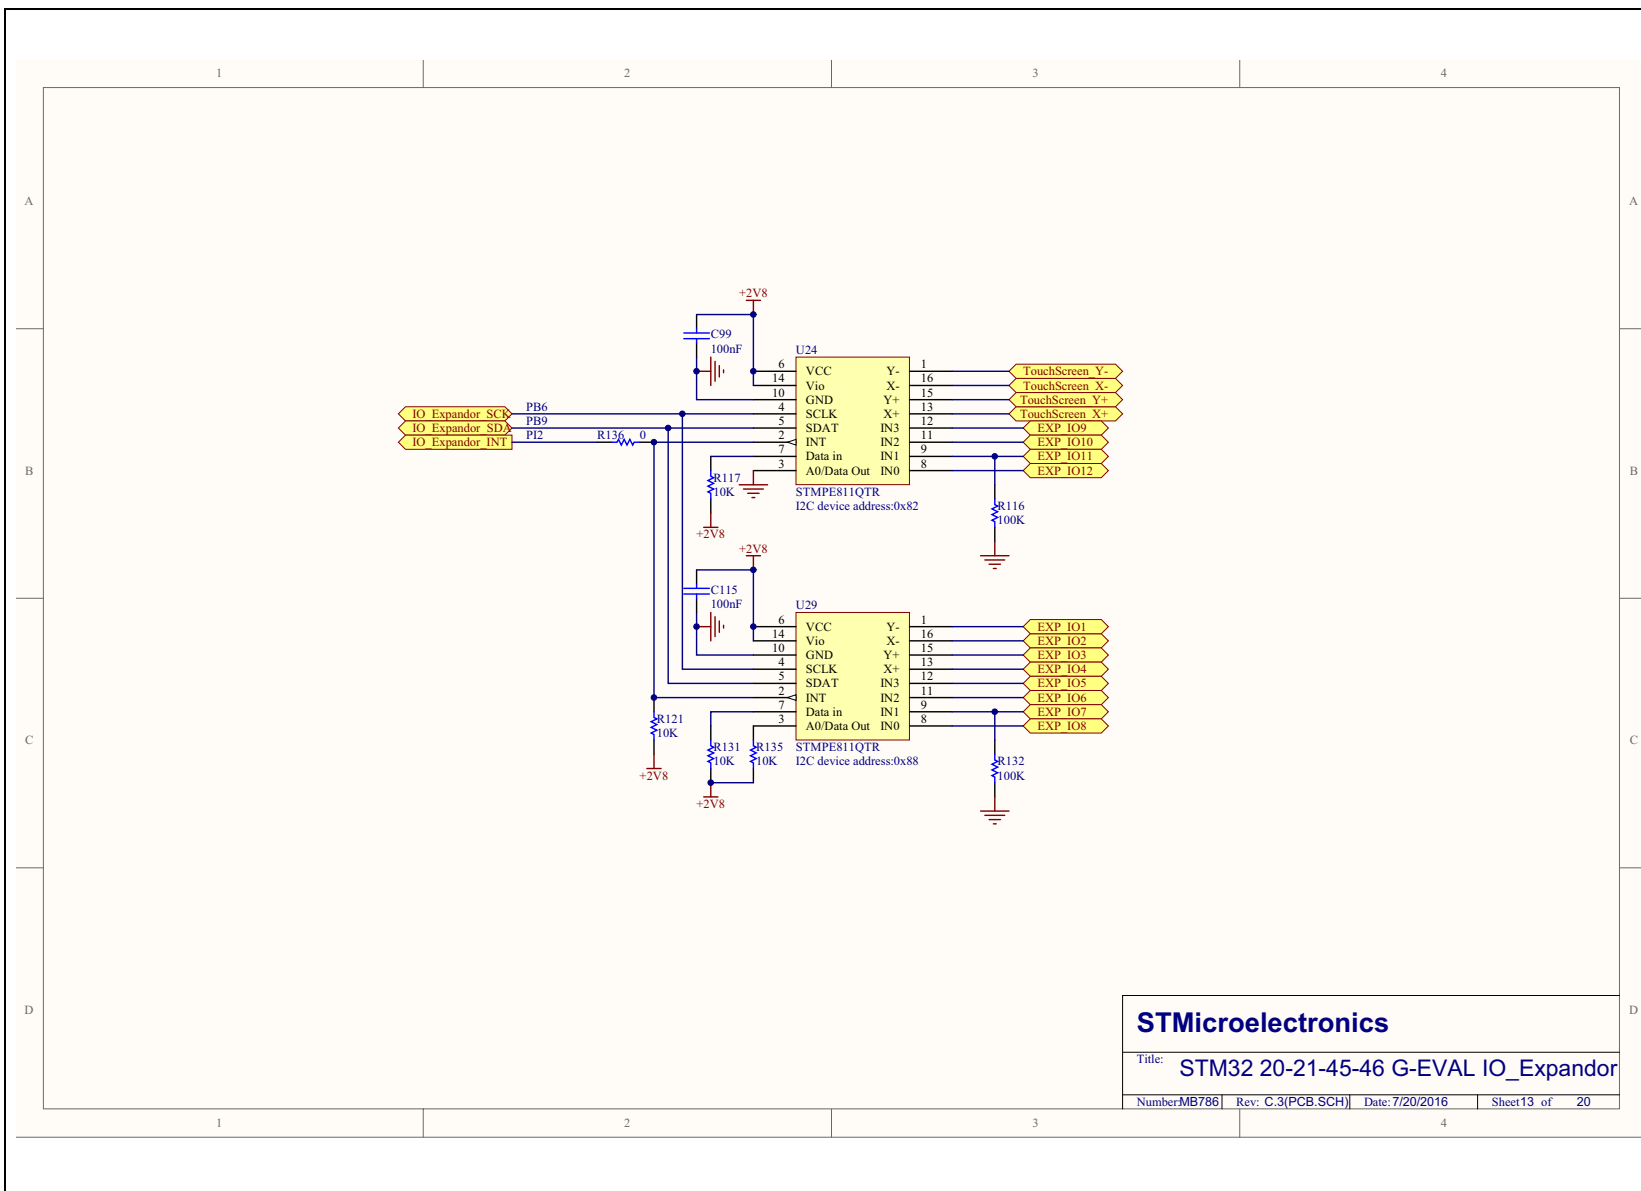 1 2 3 4
A A
+2V8
C99
100nF
U24
6 VCC Y- 1 TouchScreen_Y-
14 Vio X- 16 TouchScreen_X-
10 GND Y+ 15 TouchScreen_Y+
IO_Expandor_SCK PB6 4 SCLK X+ 13 TouchScreen_X+
IO_Expandor_SDA PB9 5 SDAT IN3 12 EXP_IO9
IO_Expandor_INT PI2 R136 0 2 INT IN2 11 EXP_IO10
7 Data in IN1 9 EXP_IO11
B 3 A0/Data Out IN0 8 EXP_IO12 B
R117
10K
STMPE811QTR
I2C device address:0x82
R116
100K
+2V8
+2V8
C115
100nF
U29
6 VCC Y- 1 EXP_IO1
14 Vio X- 16 EXP_IO2
10 GND Y+ 15 EXP_IO3
4 SCLK X+ 13 EXP_IO4
5 SDAT IN3 12 EXP_IO5
2 INT IN2 11 EXP_IO6
7 Data in IN1 9 EXP_IO7
3 A0/Data Out IN0 8 EXP_IO8
R121
10K
C C
R131
10K
R135
10K
STMPE811QTR
I2C device address:0x88
R132
100K
+2V8
+2V8
D D
STMicroelectronics
Title: STM32 20-21-45-46 G-EVAL IO_Expandor
Number:MB786 Rev: C.3(PCB.SCH) Date:7/20/2016 Sheet13 of 20
1 2 3 4